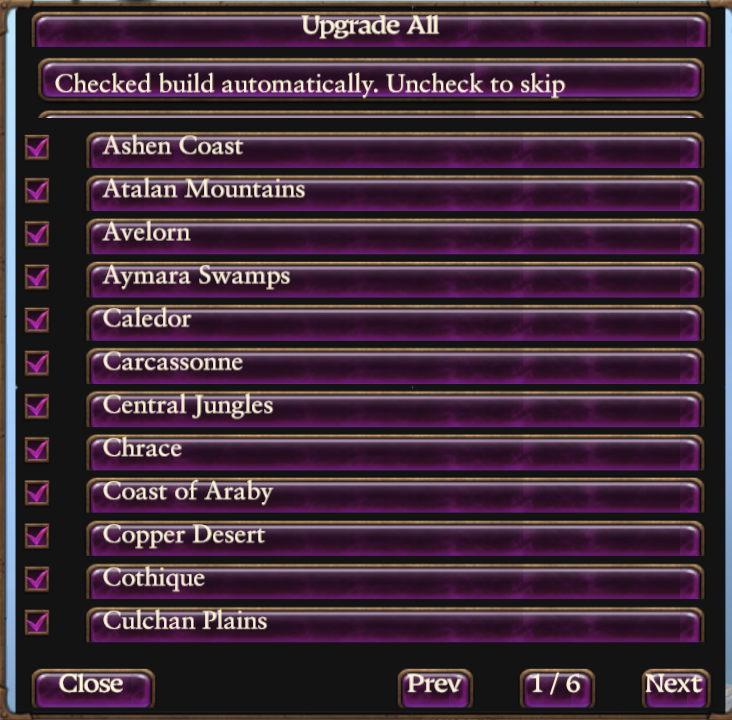 Upgrade All
Checked build automatically. Uncheck to skip
Ashen Coast
Atalan Mountains
Avelorn
Aymara Swamps
Caledor
Carcassonne
Central Jungles
Chrace
Coast of Araby
Copper Desert
Cothique
Culchan Plains
Close Prev 1 / 6 Next